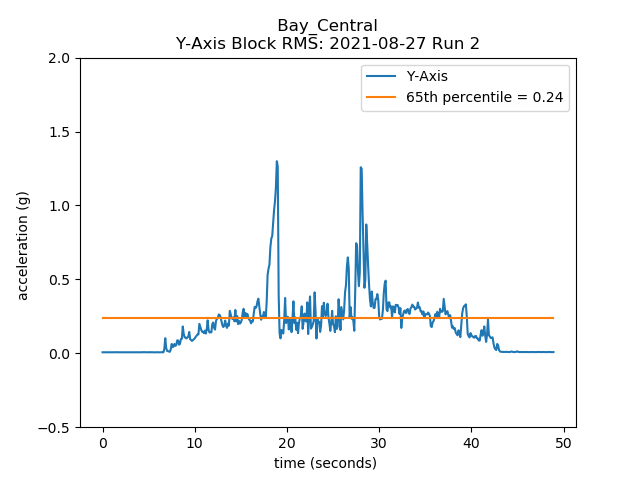 Bay_Central
Y-Axis Block RMS: 2021-08-27 Run 2
Y-Axis
65th percentile = 0.24
2.0
1.5
1.0
0.5
0.0
−0.5
acceleration (g)
0 10 20 30 40 50
time (seconds)